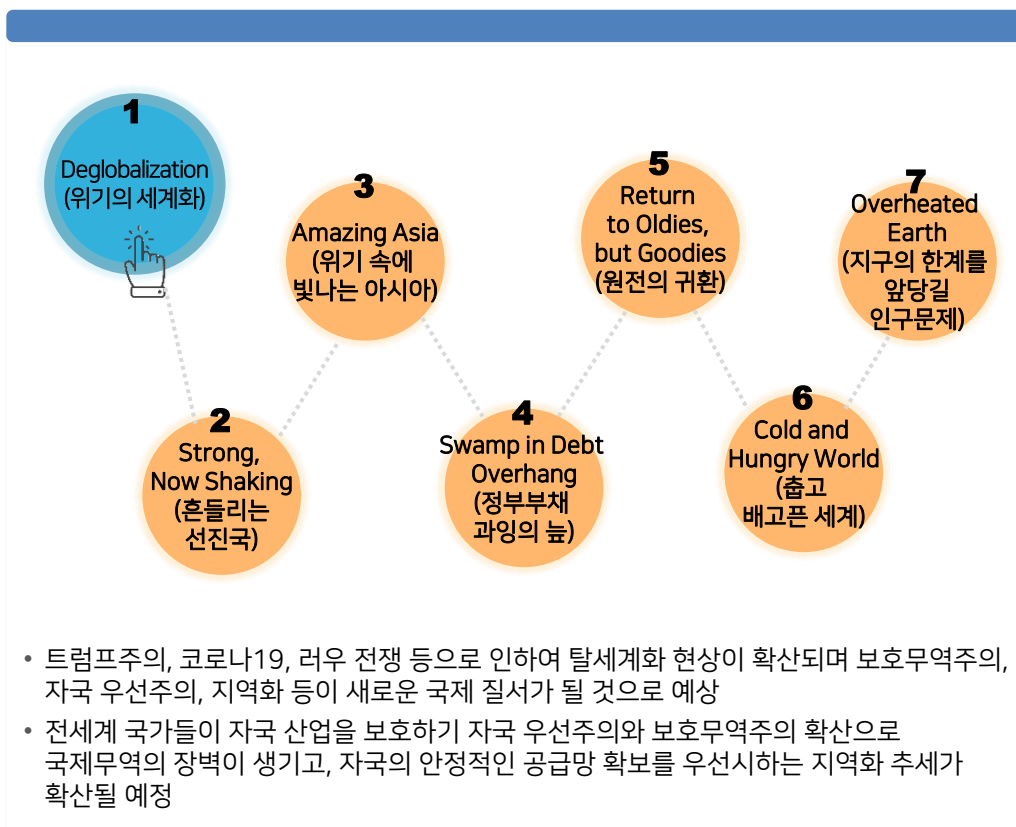 1
Deglobalization
(위기의 세계화)
2
Strong,
Now Shaking
(흔들리는
선진국)
3
Amazing Asia
(위기 속에
빛나는 아시아)
4
Swamp in Debt
Overhang
(정부부채
과잉의 늪)
5
Return
to Oldies,
but Goodies
(원전의 귀환)
6
Cold and
Hungry World
(춥고
배고픈 세계)
7
Overheated
Earth
(지구의 한계를
앞당길
인구문제)
• 트럼프주의, 코로나19, 러우 전쟁 등으로 인하여 탈세계화 현상이 확산되며 보호무역주의,
자국 우선주의, 지역화 등이 새로운 국제 질서가 될 것으로 예상
• 전세계 국가들이 자국 산업을 보호하기 자국 우선주의와 보호무역주의 확산으로
국제무역의 장벽이 생기고, 자국의 안정적인 공급망 확보를 우선시하는 지역화 추세가
확산될 예정